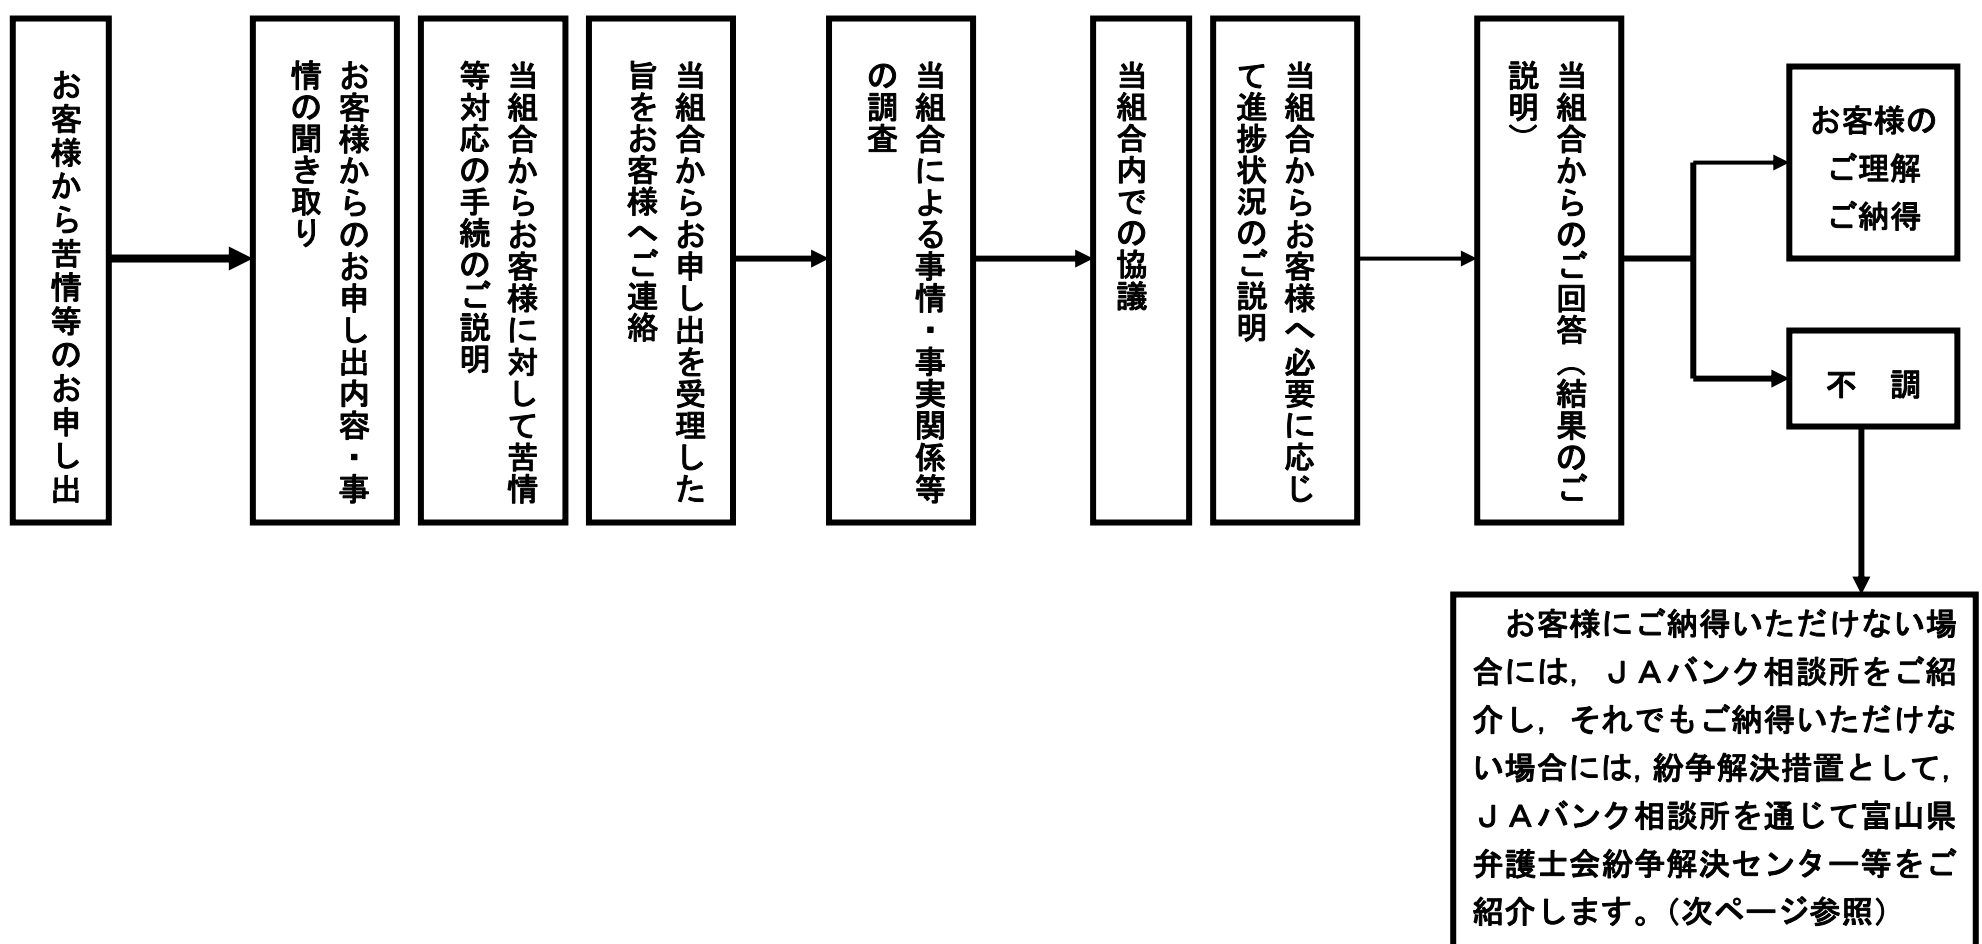 お客様から苦情等のお申し出
お客様からのお申し出内容・事
情の聞き取り
当組合からお客様に対して苦情
等対応の手続のご説明
当組合からお申し出を受理した
旨をお客様へご連絡
当組合による事情・事実関係等
の調査
当組合内での協議
当組合からお客様へ必要に応じ
て進捗状況のご説明
当組合からのご回答（結果のご
説明）
お客様の
ご理解
ご納得
不　調
お客様にご納得いただけない場
合には，ＪＡバンク相談所をご紹
介し，それでもご納得いただけな
い場合には，紛争解決措置として，
ＪＡバンク相談所を通じて富山県
弁護士会紛争解決センター等をご
紹介します。（次ページ参照）